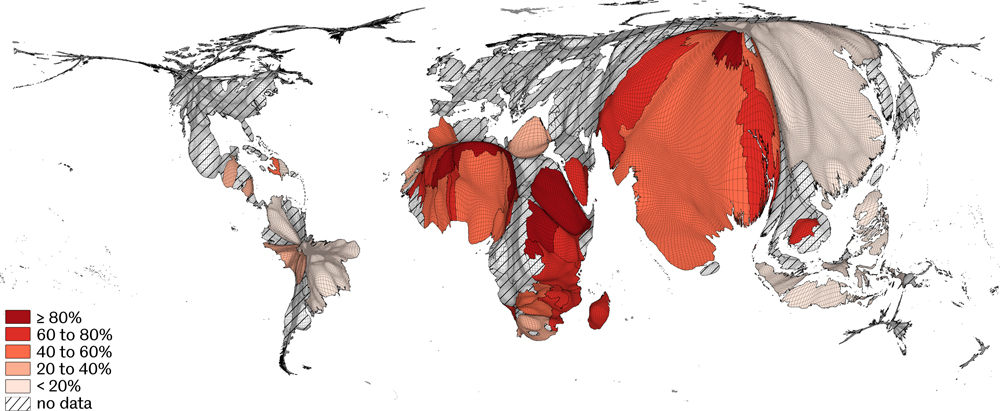 ≥ 80%
60 to 80%
40 to 60%
20 to 40%
< 20%
no data